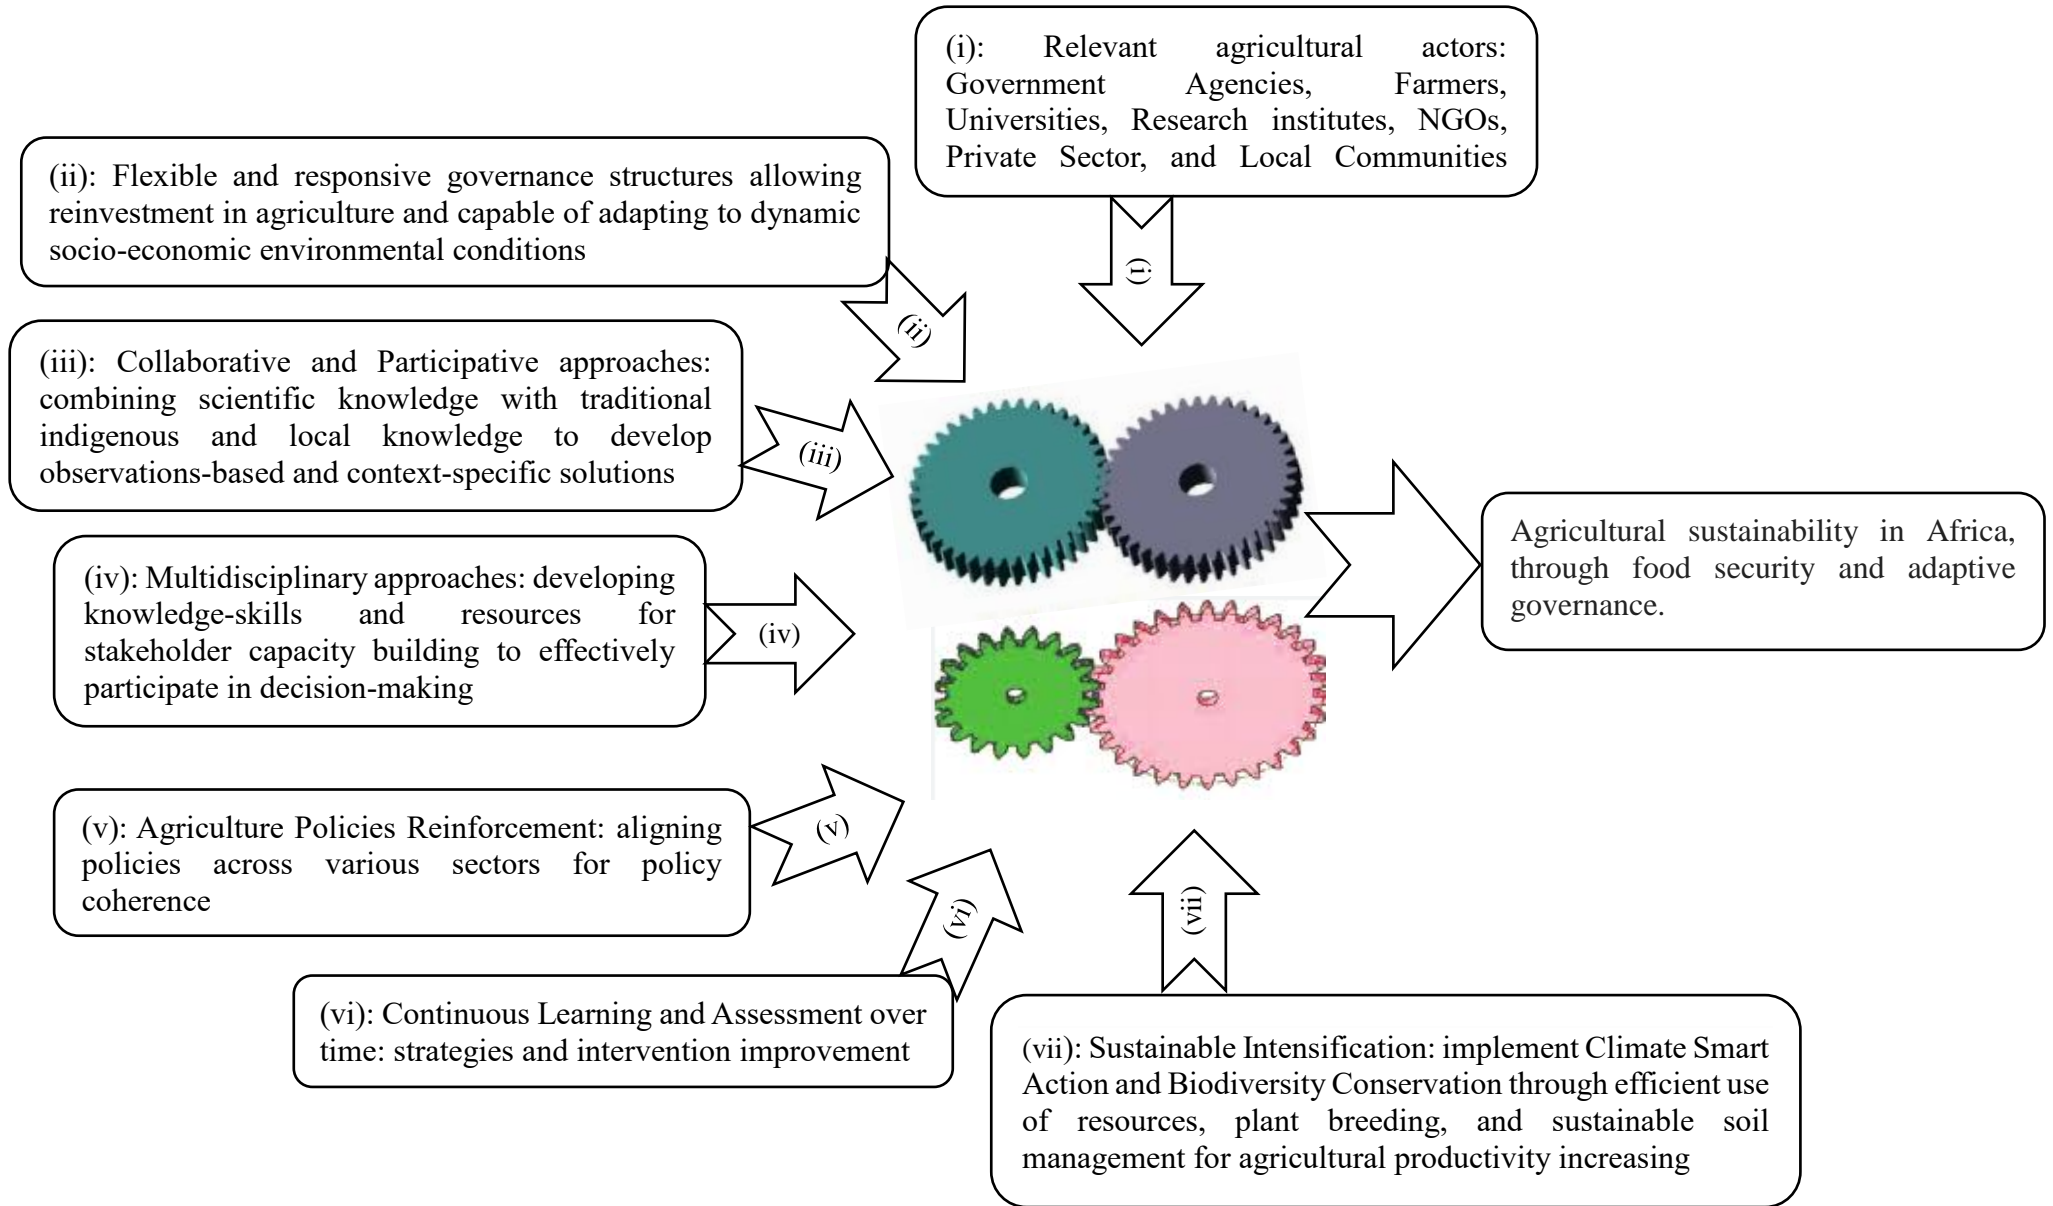 (i): Relevant agricultural actors:
Government Agencies, Farmers,
Universities, Research institutes, NGOs,
Private Sector, and Local Communities
(i)
(ii): Flexible and responsive governance structures allowing
reinvestment in agriculture and capable of adapting to dynamic
socio-economic environmental conditions
(ii)
(iii): Collaborative and Participative approaches:
combining scientific knowledge with traditional
indigenous and local knowledge to develop
observations-based and context-specific solutions
(iii)
(iv): Multidisciplinary approaches: developing
knowledge-skills and resources for
stakeholder capacity building to effectively
participate in decision-making
(iv)
Agricultural sustainability in Africa,
through food security and adaptive
governance.
(v): Agriculture Policies Reinforcement: aligning
policies across various sectors for policy
coherence
(v)
(vi): Continuous Learning and Assessment over
time: strategies and intervention improvement
(vi)
(vii): Sustainable Intensification: implement Climate Smart
Action and Biodiversity Conservation through efficient use
of resources, plant breeding, and sustainable soil
management for agricultural productivity increasing
(vii)